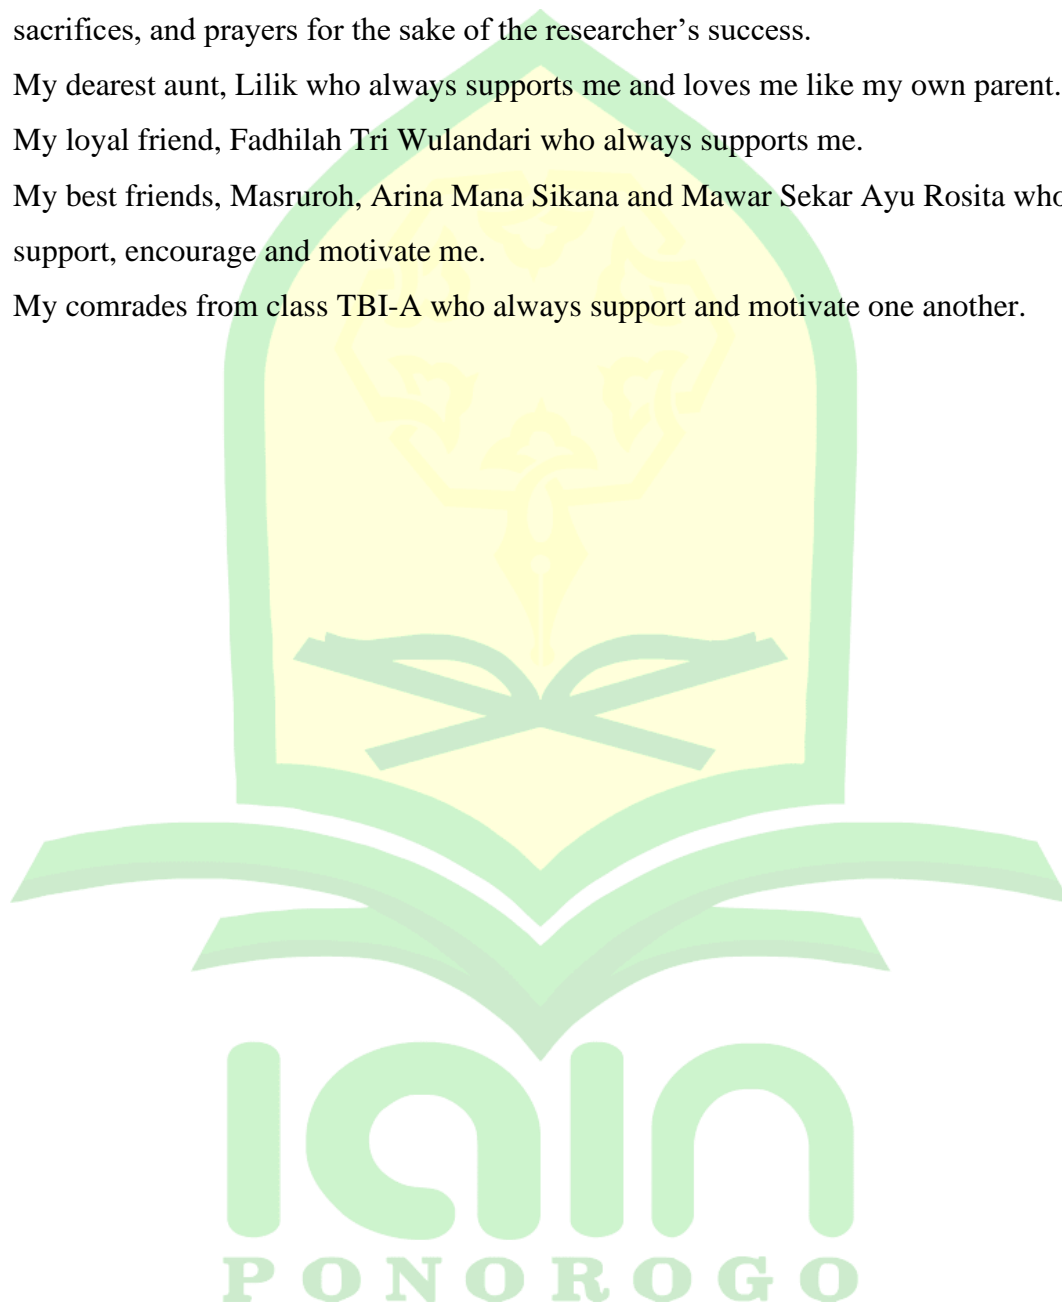 sacrifices, and prayers for the sake of the researcher’s success.
My dearest aunt, Lilik who always supports me and loves me like my own parent.
My loyal friend, Fadhilah Tri Wulandari who always supports me.
My best friends, Masruroh, Arina Mana Sikana and Mawar Sekar Ayu Rosita who
support, encourage and motivate me.
My comrades from class TBI-A who always support and motivate one another.
iain
PONOROGO